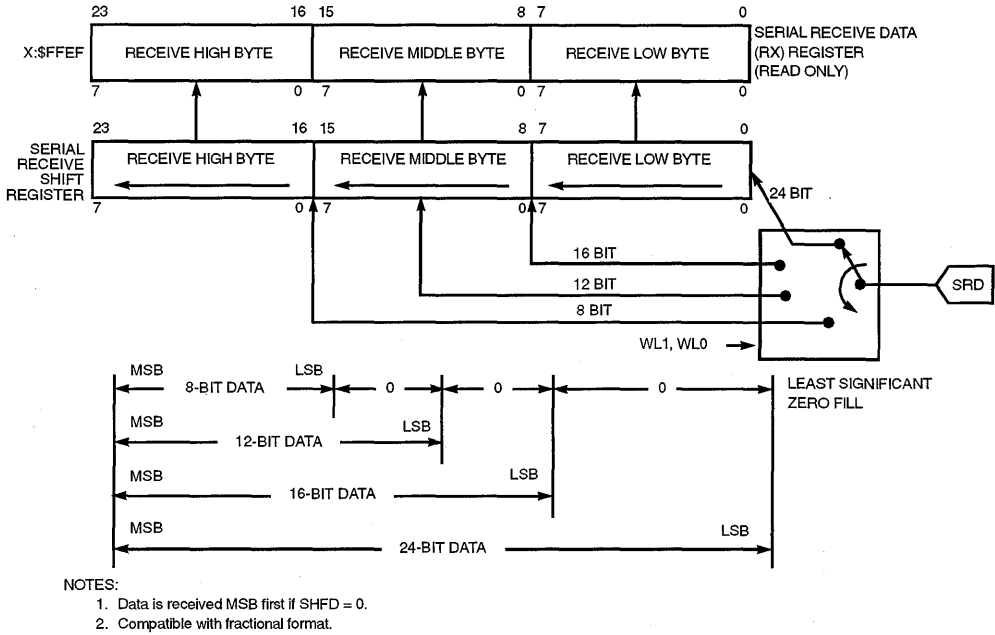 23 16 15 8 7 0
X:$FFEF RECEIVE HIGH BYTE RECEIVE MIDDLE BYTE RECEIVE LOW BYTE
SERIAL RECEIVE DATA
(RX) REGISTER
(READ ONLY)
7 0 7 0 7 0
23 16 15 8 7 0
SERIAL
RECEIVE
SHIFT
REGISTER
RECEIVE HIGH BYTE RECEIVE MIDDLE BYTE RECEIVE LOW BYTE
7 0 7 0 7 0
24 BIT
16 BIT
12 BIT
8 BIT
SRD
WL1, WL0
MSB LSB
8-BIT DATA 0 0 0
LEAST SIGNIFICANT
ZERO FILL
MSB LSB
12-BIT DATA
MSB LSB
16-BIT DATA
MSB LSB
24-BIT DATA
NOTES:
1. Data is received MSB first if SHFD = 0.
2. Compatible with fractional format.